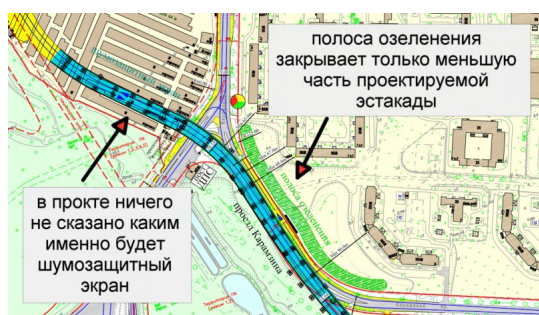 полоса озеленения
закрывает только меньшую
часть проектируемой
эстакады
в прокте ничего
не сказано каким
именно будет
шумозащитный
экран
полоса озеленения
проезд Карамзина